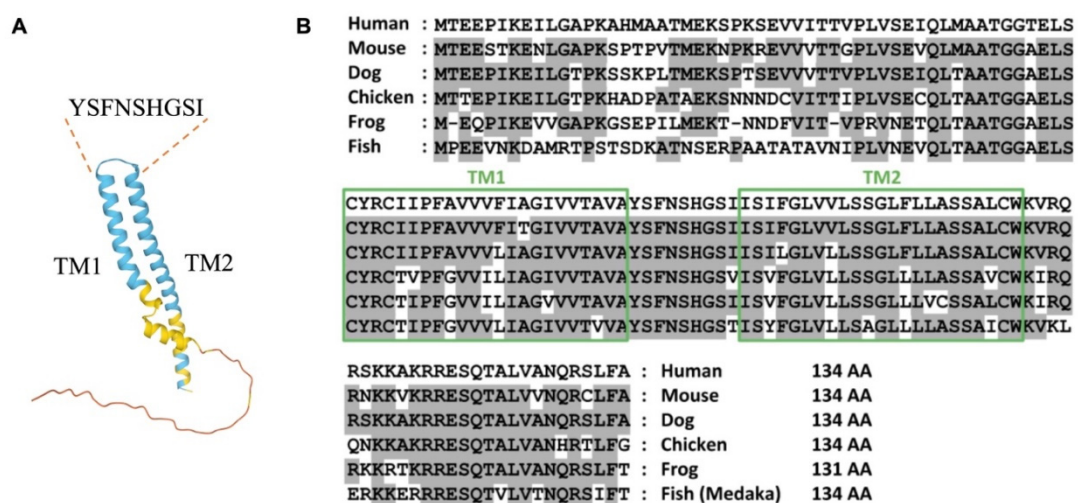 A
B
YSFNSHGSI
TM1
TM2
Human : MTEEPIKEILGAPKAHMAATMEKSPKSEVVITTVPLVSEIQLMAATGGTELS
Mouse : MTEESTKENLGAPKSPTPVTMEKNPKREVVVTTGPLVSEVQLMAATGGAELS
Dog : MTEEPIKEILGTPKSSKPLTMEKSPTSEVVVTTVPLVSEIQLTAATGGAELS
Chicken : MTTEPIKEILGTPKHADPATAEKSNNNDCVITTIPLVSECQLTAATGGAELS
Frog : M-EQPIKEVVGAPKGSEPILMEKT-NNDFVIT-VPRVNETQLTAATGGAELS
Fish : MPEEVNKDAMRTPSTSDKATNSERPAATATAVNIPLVNEVQLTAATGGAELS
TM1 TM2
CYRCIIPFAVVVFIAGIVVTAVAYSFNSHGSIISIFGLVVLSSGLFLLASSALCWKVRQ
CYRCIIPFAVVVFITGIVVTAVAYSFNSHGSIISIFGLVVLSSGLFLLASSALCWKVRQ
CYRCIIPFAVVVLIAGIVVTAVAYSFNSHGSIISILGLVLLSSGLFLLASSALCWKVRQ
CYRCTVPFGVVILIAGIVVTAVAYSFNSHGSVISVFGLVLLSSGLFLLASSAVCWKIRQ
CYRCTIPFGVVILIAGVVVTAVAYSFNSHGSIISVFGLVLLSSGLLLVCSSALCWKIRQ
CYRCTIPFGVVVLIAGIVVTVVAYSFNSHGSTISYFGLVLLSAGLLLLASSAICWKVKL
RSKKAKRRESQTALVANQRSLFA : Human 134 AA
RNKKVKRRESQTALVVNQRCLFA : Mouse 134 AA
RSKKAKRRESQTALVANQRSLFA : Dog 134 AA
QNKKAKRRESQTALVANHRTLFG : Chicken 134 AA
RKKRTKRRESQTALVANQRSLFT : Frog 131 AA
ERKKERRRESQTVLVTNQRSIFT : Fish (Medaka) 134 AA